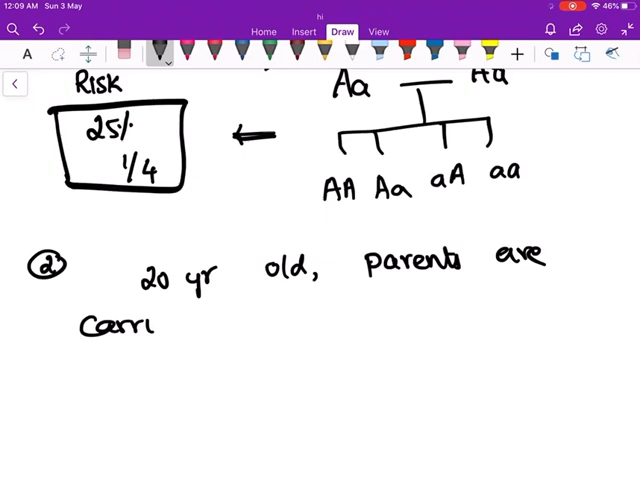 12:09 AM Sun 3 May
46%
hi
Home Insert Draw View
A
Risk
25%
1/4
Aa Aa
AA Aa aA aa
2) 20 yr old, parents are
carri